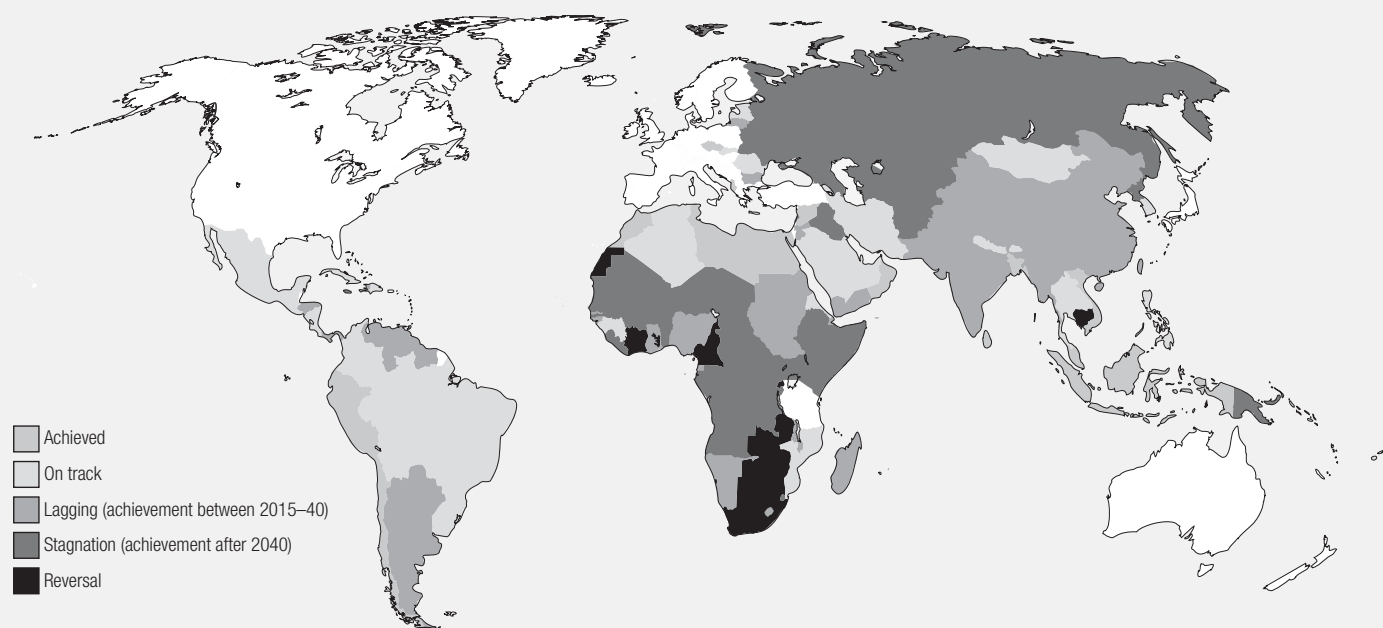 Achieved
On track
Lagging (achievement between 2015–40)
Stagnation (achievement after 2040)
Reversal